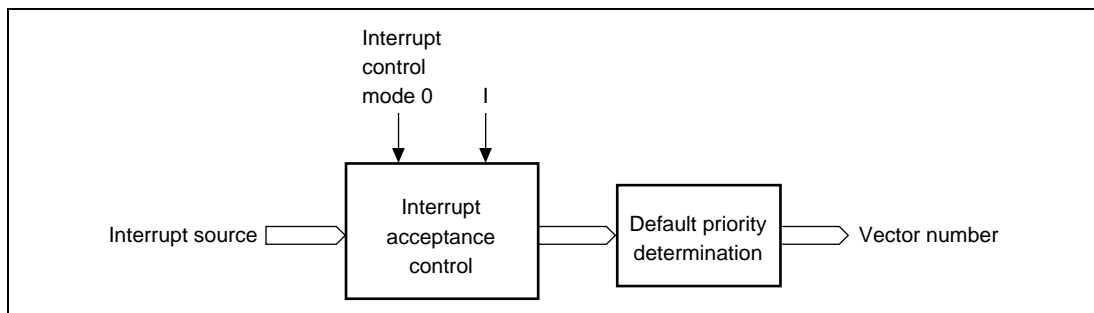 Interrupt
control
mode 0
I
Interrupt source
Interrupt
acceptance
control
Default priority
determination
Vector number